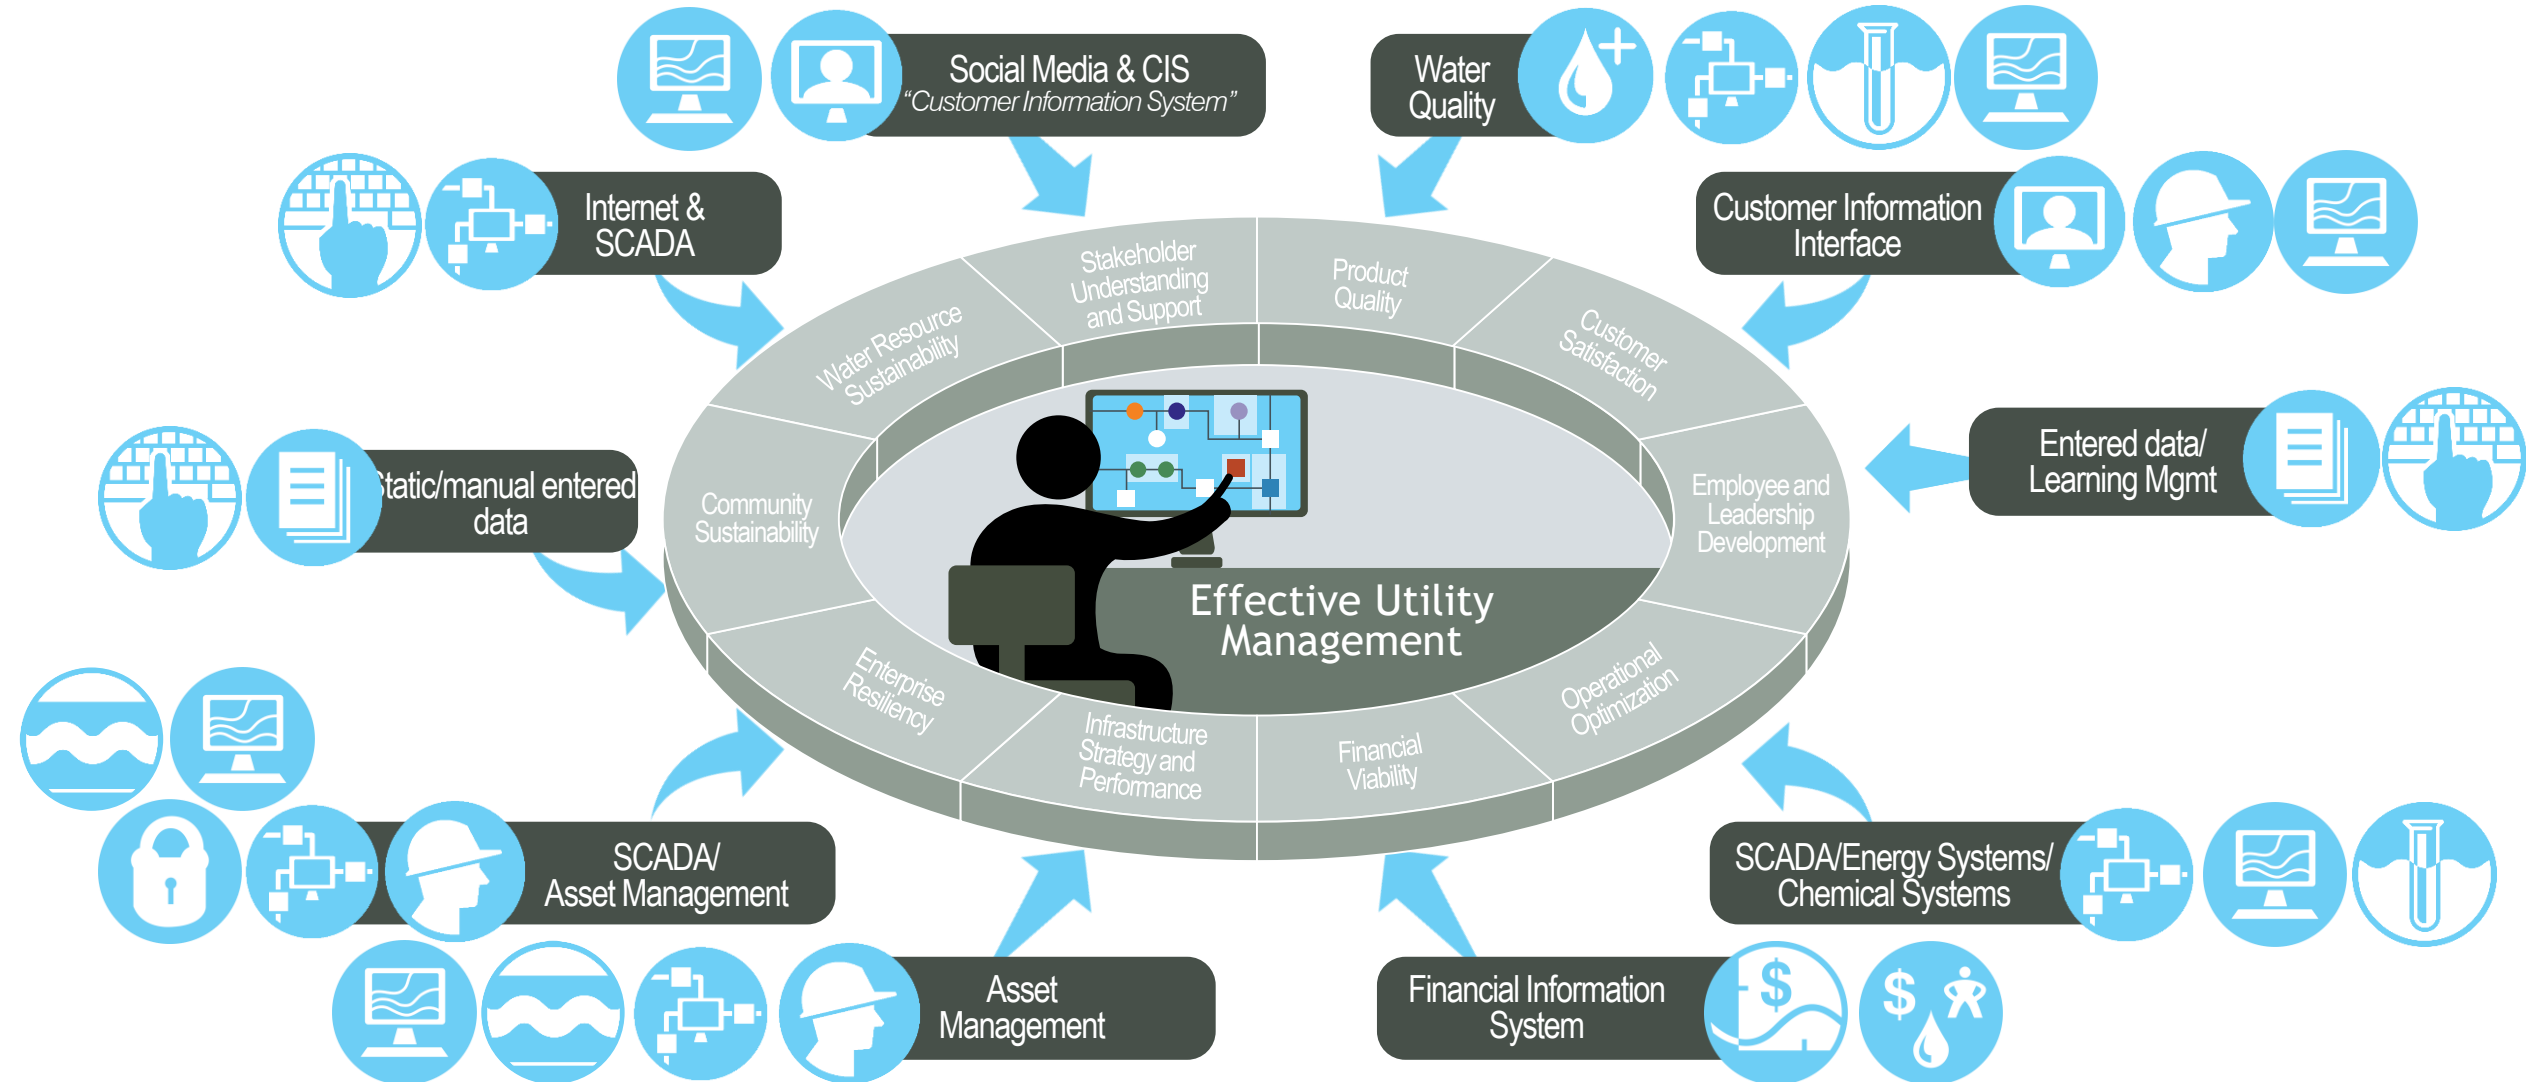 Social Media & CIS
“Customer Information System”
Water
Quality
Internet &
SCADA
Customer Information
Interface
Stakeholder
Understanding
and Support
Product
Quality
Water Resource
Sustainability
Customer
Satisfaction
Static/manual entered
data
Entered data/
Learning Mgmt
Community
Sustainability
Employee and
Leadership
Development
Effective Utility
Management
Enterprise
Resiliency
Operational
Optimization
Infrastructure
Strategy and
Performance
Financial
Viability
SCADA/
Asset Management
SCADA/Energy Systems/
Chemical Systems
Asset
Management
Financial Information
System
$
$